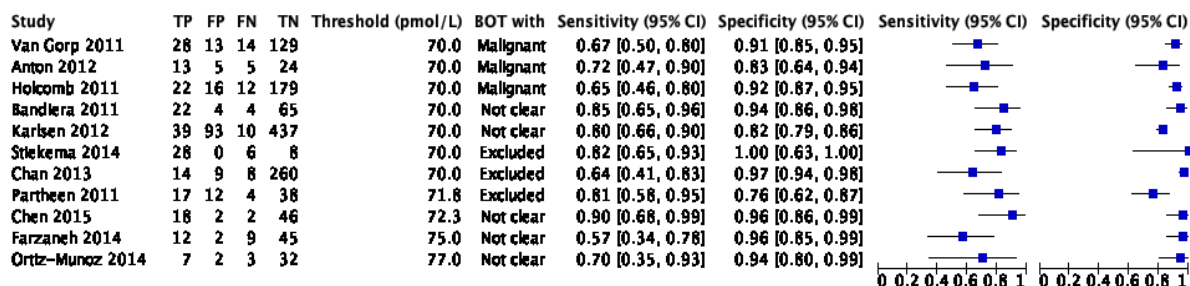 Study TP FP FN TN Threshold (pmol/L) BOT with Sensitivity (95% CI) Specificity (95% CI) Sensitivity (95% CI) Specificity (95% CI)
Van Gorp 2011 28 13 14 129 70.0 Malignant 0.67 [0.50, 0.80] 0.91 [0.85, 0.95]
Anton 2012 13 5 5 24 70.0 Malignant 0.72 [0.47, 0.90] 0.83 [0.64, 0.94]
Holcomb 2011 22 16 12 179 70.0 Malignant 0.65 [0.46, 0.80] 0.92 [0.87, 0.95]
Bandiera 2011 22 4 4 65 70.0 Not clear 0.85 [0.65, 0.96] 0.94 [0.86, 0.98]
Karlsen 2012 39 93 10 437 70.0 Not clear 0.80 [0.66, 0.90] 0.82 [0.79, 0.86]
Stiekema 2014 28 0 6 8 70.0 Excluded 0.82 [0.65, 0.93] 1.00 [0.63, 1.00]
Chan 2013 14 9 8 260 70.0 Excluded 0.64 [0.41, 0.83] 0.97 [0.94, 0.98]
Partheen 2011 17 12 4 38 71.8 Excluded 0.81 [0.58, 0.95] 0.76 [0.62, 0.87]
Chen 2015 18 2 2 46 72.3 Not clear 0.90 [0.68, 0.99] 0.96 [0.86, 0.99]
Farzaneh 2014 12 2 9 45 75.0 Not clear 0.57 [0.34, 0.78] 0.96 [0.85, 0.99]
Ortiz-Munoz 2014 7 2 3 32 77.0 Not clear 0.70 [0.35, 0.93] 0.94 [0.80, 0.99]
0 0.2 0.4 0.6 0.8 1 0 0.2 0.4 0.6 0.8 1